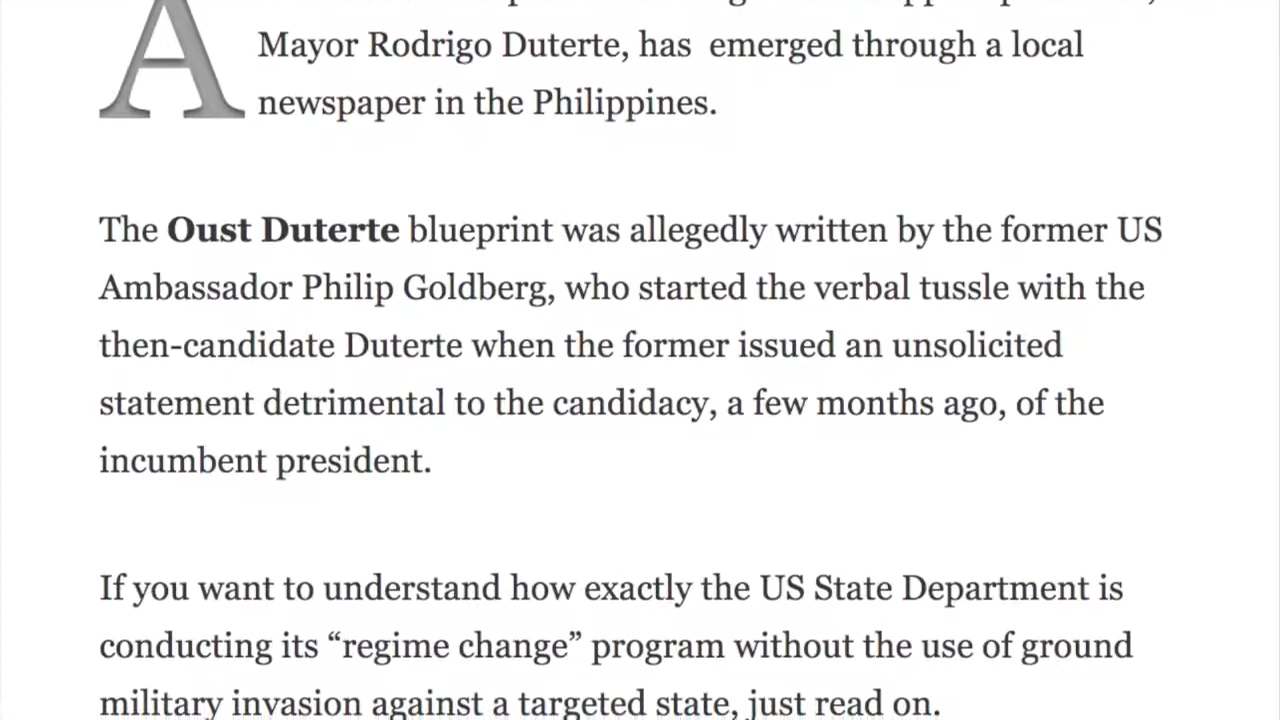 A
Mayor Rodrigo Duterte, has emerged through a local
newspaper in the Philippines.
The Oust Duterte blueprint was allegedly written by the former US
Ambassador Philip Goldberg, who started the verbal tussle with the
then-candidate Duterte when the former issued an unsolicited
statement detrimental to the candidacy, a few months ago, of the
incumbent president.
If you want to understand how exactly the US State Department is
conducting its “regime change” program without the use of ground
military invasion against a targeted state, just read on.